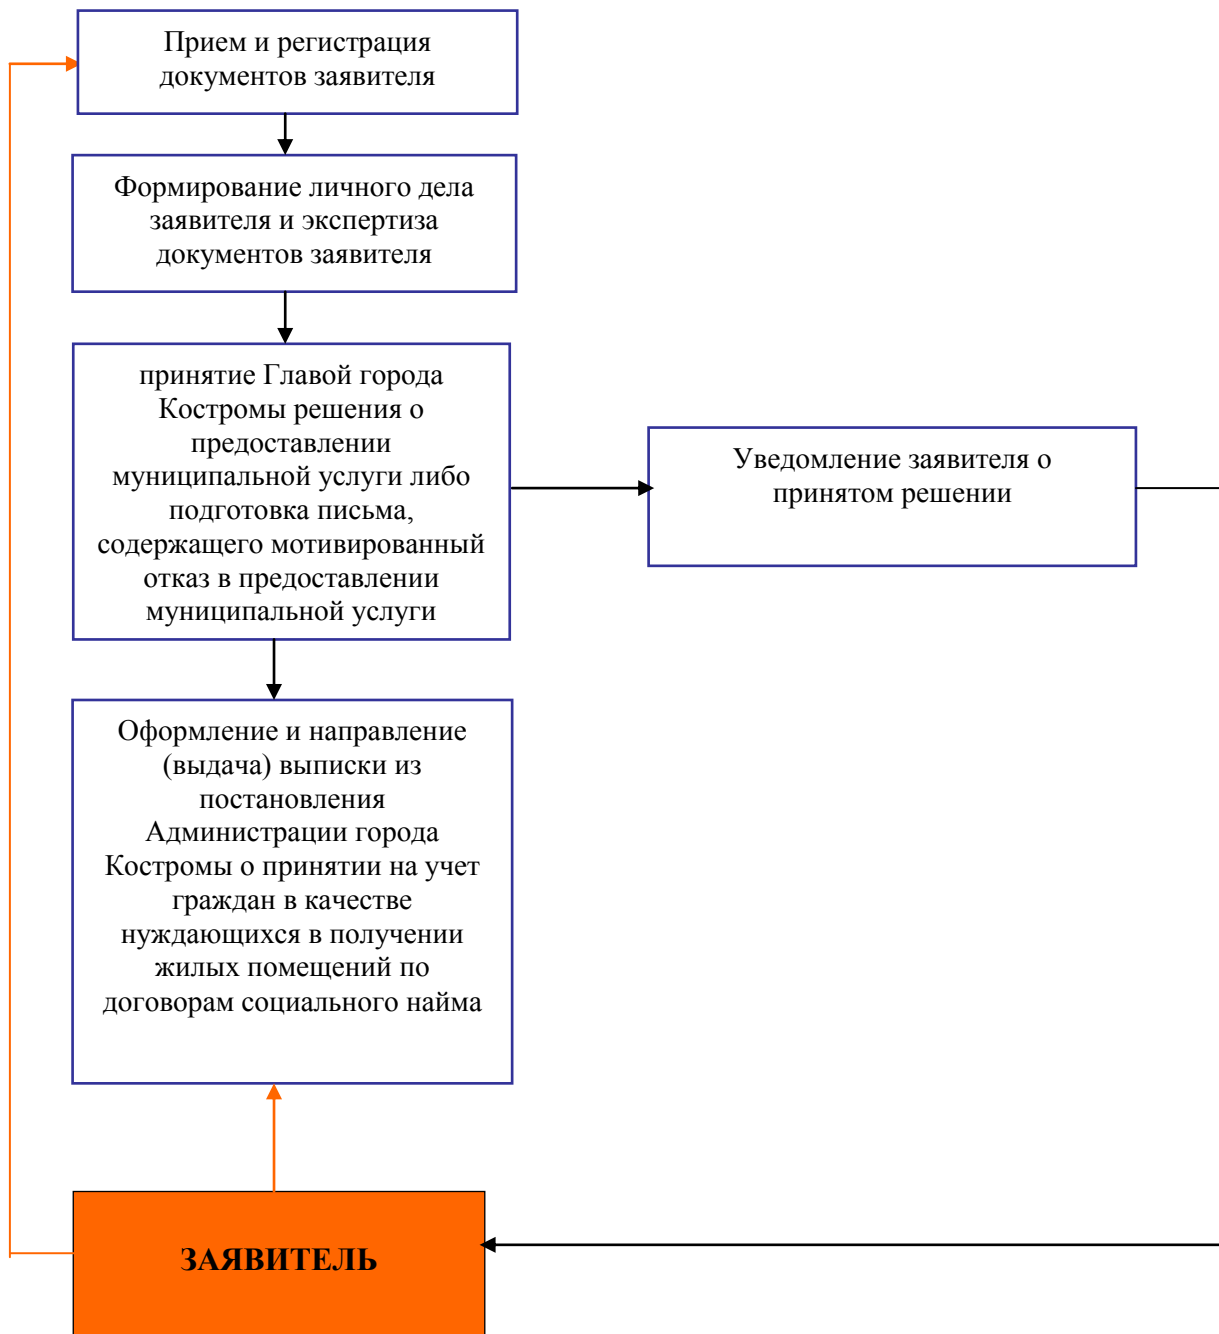 Прием и регистрация
документов заявителя
Формирование личного дела
заявителя и экспертиза
документов заявителя
принятие Главой города
Костромы решения о
предоставлении
муниципальной услуги либо
подготовка письма,
содержащего мотивированный
отказ в предоставлении
муниципальной услуги
Уведомление заявителя о
принятом решении
Оформление и направление
(выдача) выписки из
постановления
Администрации города
Костромы о принятии на учет
граждан в качестве
нуждающихся в получении
жилых помещений по
договорам социального найма
ЗАЯВИТЕЛЬ